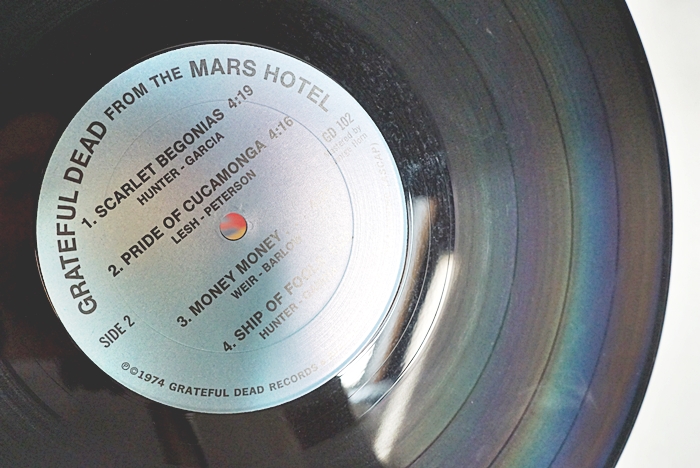 GRATEFUL DEAD FROM THE MARS HOTEL
1. SCARLET BEGONIAS 4:19
HUNTER - GARCIA
2. PRIDE OF CUCAMONGA 4:16
LESH - PETERSON
GD 102
3. MONEY MONEY
WEIR - BARLOW
4. SHIP OF
HUNTER -
SIDE 2
℗©1974 GRATEFUL DEAD RECORDS